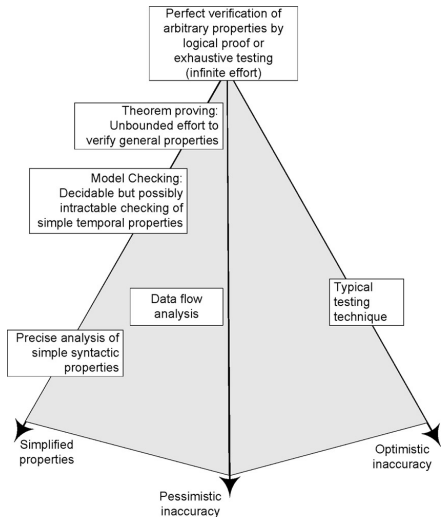 Perfect verification of
arbitrary properties by
logical proof or
exhaustive testing
(infinite effort)
Theorem proving:
Unbounded effort to
verify general properties
Model Checking:
Decidable but possibly
intractable checking of
simple temporal properties
Data flow
analysis
Typical
testing
technique
Precise analysis of
simple syntactic
properties
Simplified
properties
Optimistic
inaccuracy
Pessimistic
inaccuracy